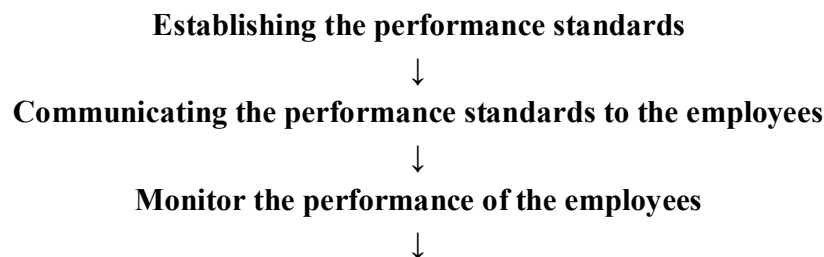 Establishing the performance standards
↓
Communicating the performance standards to the employees
↓
Monitor the performance of the employees
↓